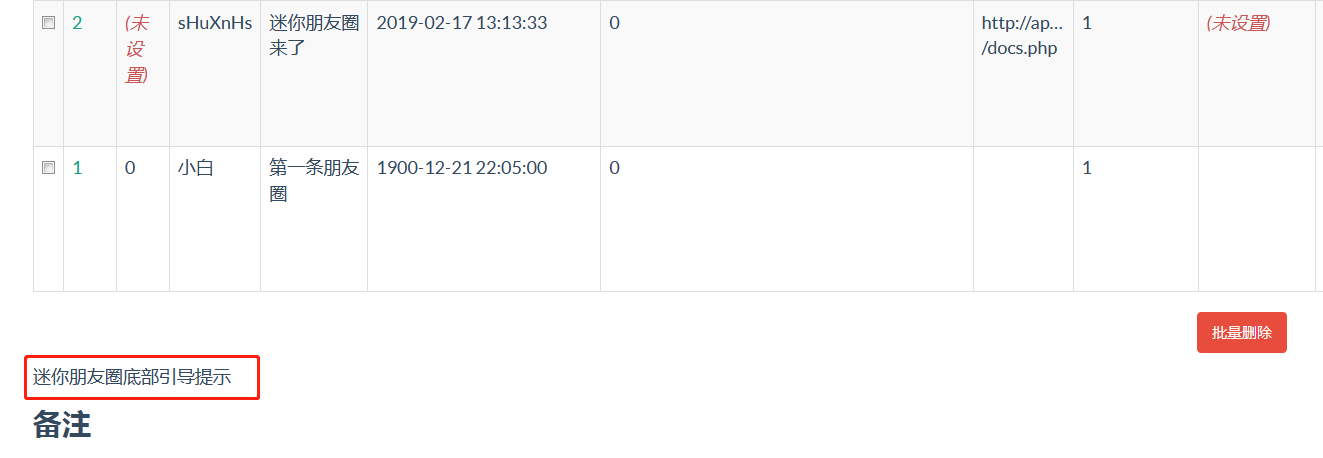 2 (未设置) sHuXnHs 迷你朋友圈来了 2019-02-17 13:13:33 0 http://ap... /docs.php 1 (未设置)
1 0 小白 第一条朋友圈 1900-12-21 22:05:00 0 1
批量删除
迷你朋友圈底部引导提示
备注